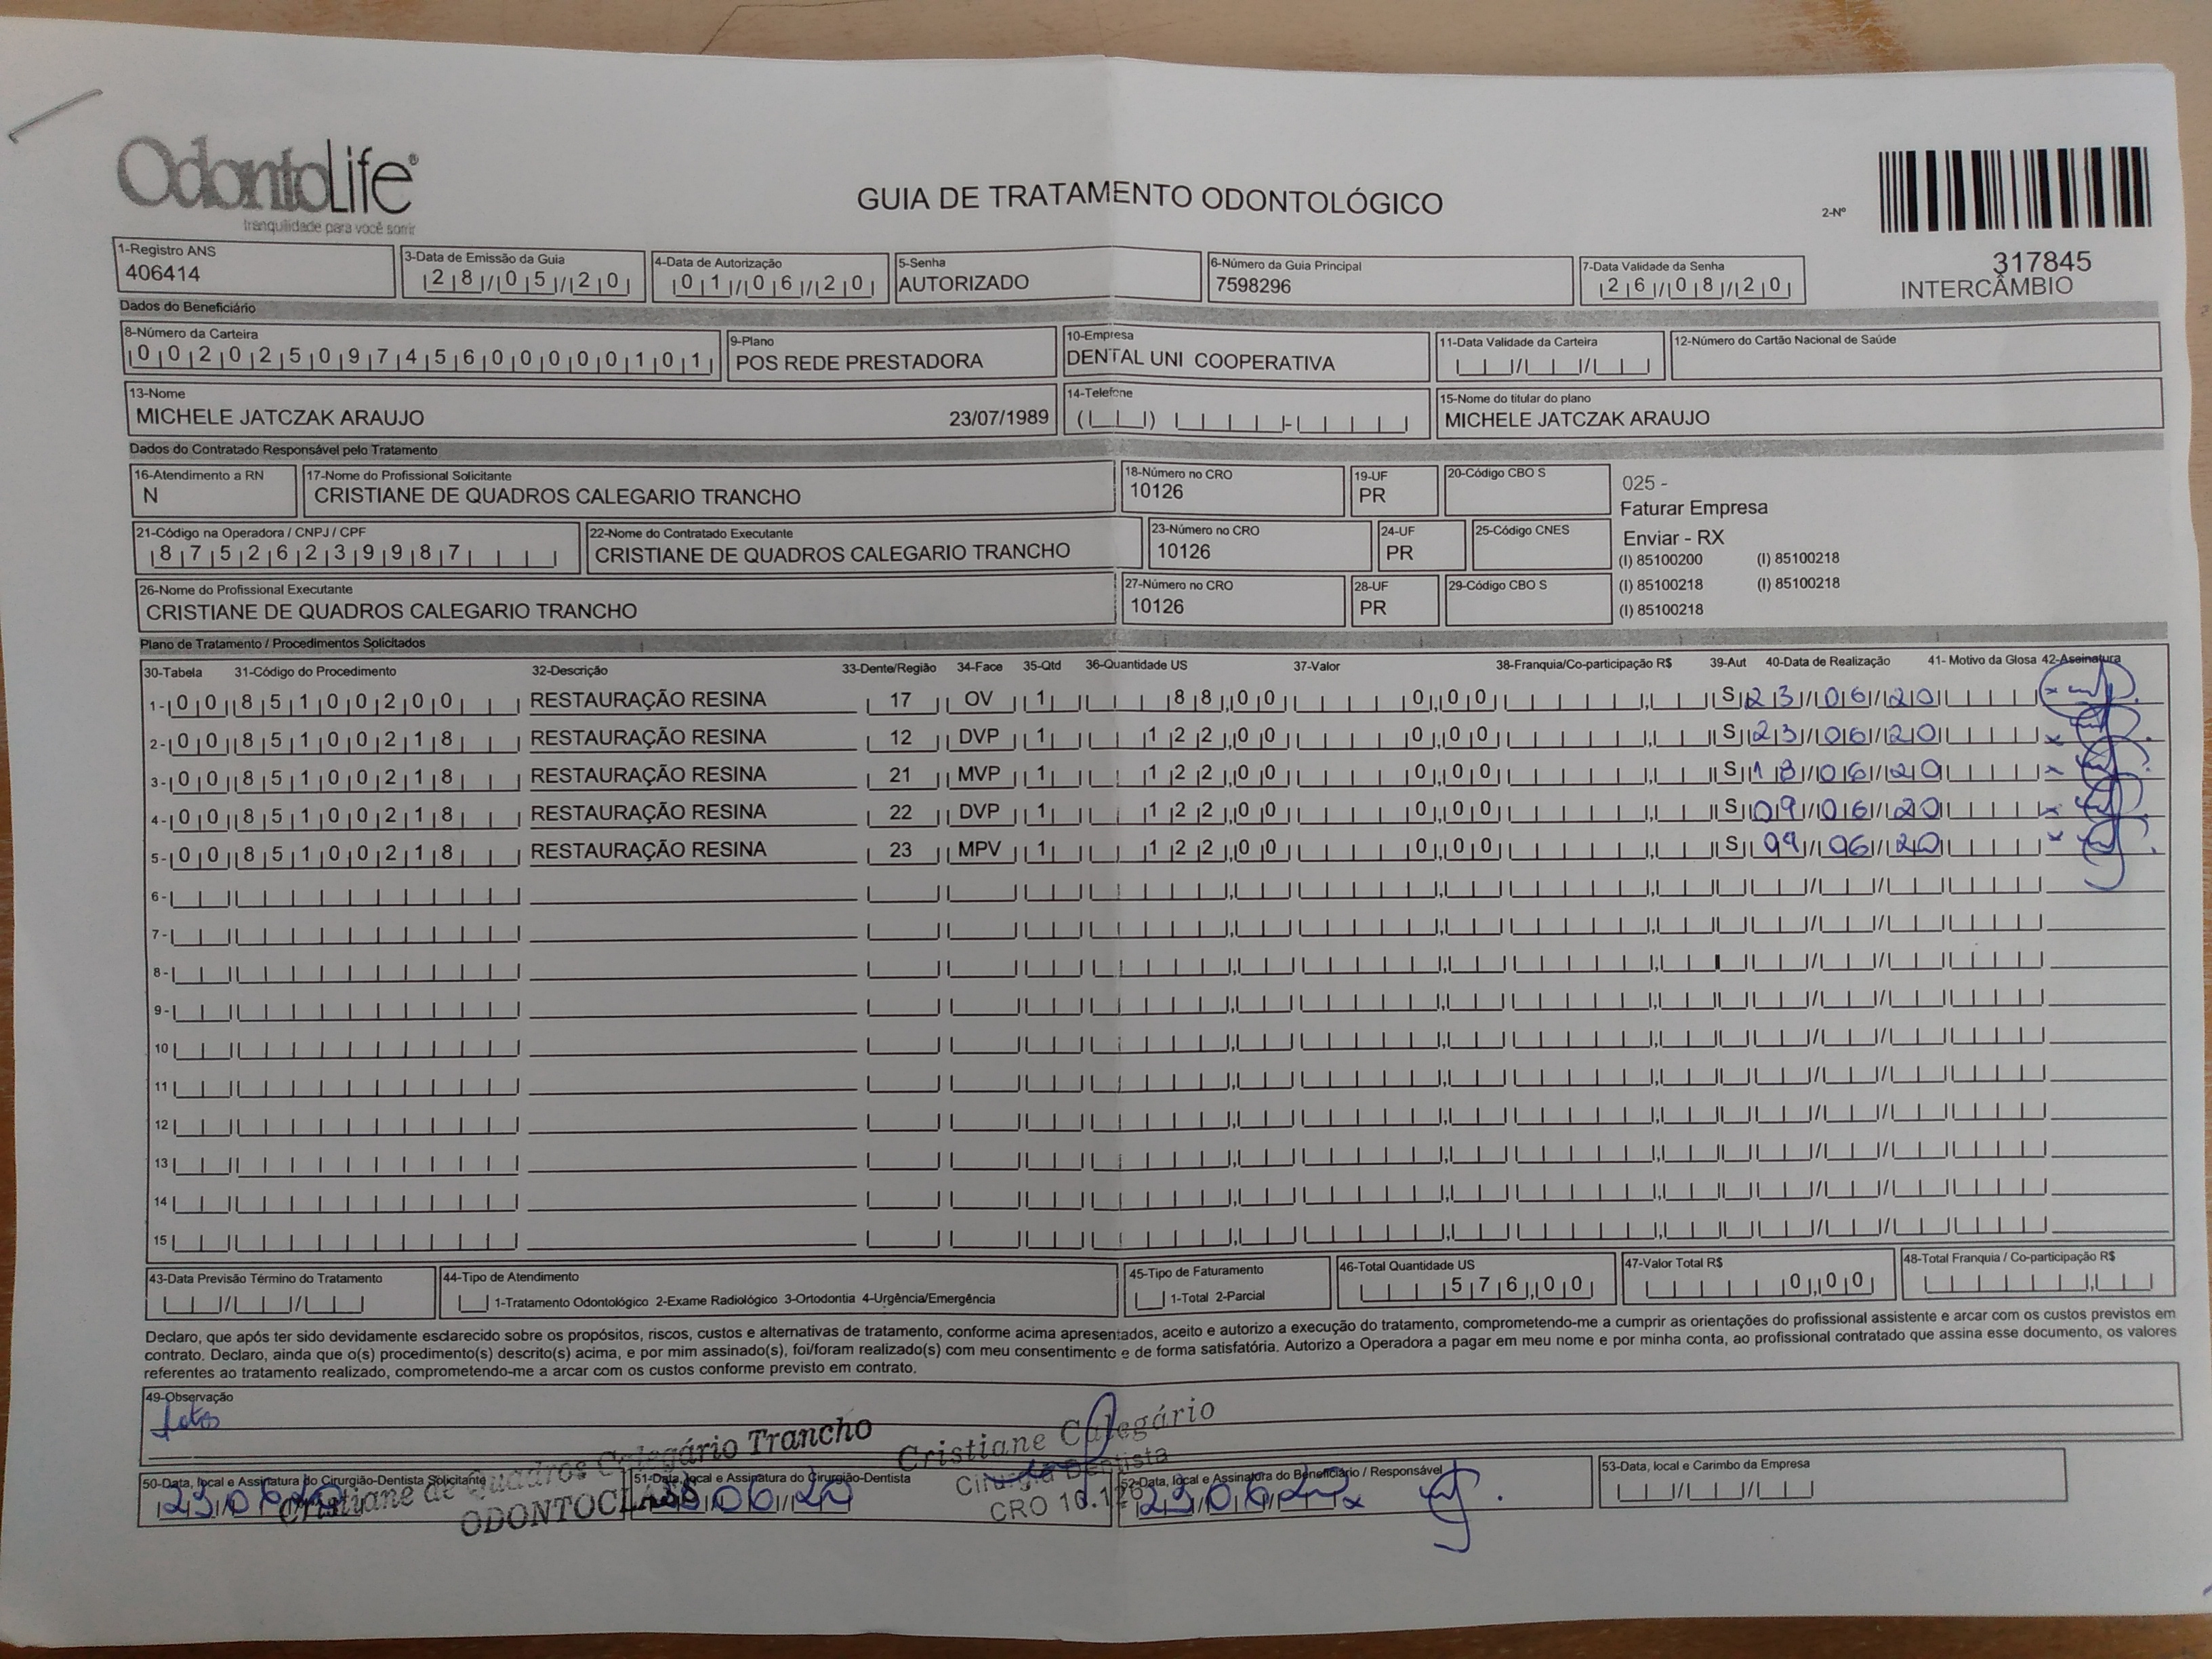 OdontoLife®
tranquilidade para você sorrir
GUIA DE TRATAMENTO ODONTOLÓGICO
2-Nº
317845
INTERCÂMBIO
1-Registro ANS
406414
3-Data de Emissão da Guia
28/05/20
4-Data de Autorização
01/06/20
5-Senha
AUTORIZADO
6-Número da Guia Principal
7598296
7-Data Validade da Senha
26/08/20
Dados do Beneficiário
8-Número da Carteira
00202509745600000101
9-Plano
POS REDE PRESTADORA
10-Empresa
DENTAL UNI COOPERATIVA
11-Data Validade da Carteira
12-Número do Cartão Nacional de Saúde
13-Nome
MICHELE JATCZAK ARAUJO 23/07/1989
14-Telefone
15-Nome do titular do plano
MICHELE JATCZAK ARAUJO
Dados do Contratado Responsável pelo Tratamento
16-Atendimento a RN
N
17-Nome do Profissional Solicitante
CRISTIANE DE QUADROS CALEGARIO TRANCHO
18-Número no CRO
10126
19-UF
PR
20-Código CBO S
025 -
Faturar Empresa
Enviar - RX
(I) 85100200 (I) 85100218
(I) 85100218 (I) 85100218
(I) 85100218
21-Código na Operadora / CNPJ / CPF
87526239987
22-Nome do Contratado Executante
CRISTIANE DE QUADROS CALEGARIO TRANCHO
23-Número no CRO
10126
24-UF
PR
25-Código CNES
26-Nome do Profissional Executante
CRISTIANE DE QUADROS CALEGARIO TRANCHO
27-Número no CRO
10126
28-UF
PR
29-Código CBO S
Plano de Tratamento / Procedimentos Solicitados
30-Tabela 31-Código do Procedimento 32-Descrição 33-Dente/Região 34-Face 35-Qtd 36-Quantidade US 37-Valor 38-Franquia/Co-participação R$ 39-Aut 40-Data de Realização 41- Motivo da Glosa 42-Assinatura
1- 00 85100200 RESTAURAÇÃO RESINA 17 OV 1 88,00 0,00 S 23/06/20
2- 00 85100218 RESTAURAÇÃO RESINA 12 DVP 1 122,00 0,00 S 23/06/20
3- 00 85100218 RESTAURAÇÃO RESINA 21 MVP 1 122,00 0,00 S 18/06/20
4- 00 85100218 RESTAURAÇÃO RESINA 22 DVP 1 122,00 0,00 S 09/06/20
5- 00 85100218 RESTAURAÇÃO RESINA 23 MPV 1 122,00 0,00 S 09/06/20
6-
7-
8-
9-
10
11
12
13
14
15
43-Data Previsão Término do Tratamento
44-Tipo de Atendimento
1-Tratamento Odontológico 2-Exame Radiológico 3-Ortodontia 4-Urgência/Emergência
45-Tipo de Faturamento
1-Total 2-Parcial
46-Total Quantidade US
576,00
47-Valor Total R$
0,00
48-Total Franquia / Co-participação R$
Declaro, que após ter sido devidamente esclarecido sobre os propósitos, riscos, custos e alternativas de tratamento, conforme acima apresentados, aceito e autorizo a execução do tratamento, comprometendo-me a cumprir as orientações do profissional assistente e arcar com os custos previstos em
contrato. Declaro, ainda que o(s) procedimento(s) descrito(s) acima, e por mim assinado(s), foi/foram realizado(s) com meu consentimento e de forma satisfatória. Autorizo a Operadora a pagar em meu nome e por minha conta, ao profissional contratado que assina esse documento, os valores
referentes ao tratamento realizado, comprometendo-me a arcar com os custos conforme previsto em contrato.
49-Observação
fotos
Cristiane de Quadros Calegário Trancho
ODONTOCLASS
Cristiane Calegário
Cirurgiã Dentista
CRO 10.126
50-Data, local e Assinatura do Cirurgião-Dentista Solicitante
23/06/20
51-Data, local e Assinatura do Cirurgião-Dentista
23/06/20
52-Data, local e Assinatura do Beneficiário / Responsável
23/06/20
53-Data, local e Carimbo da Empresa